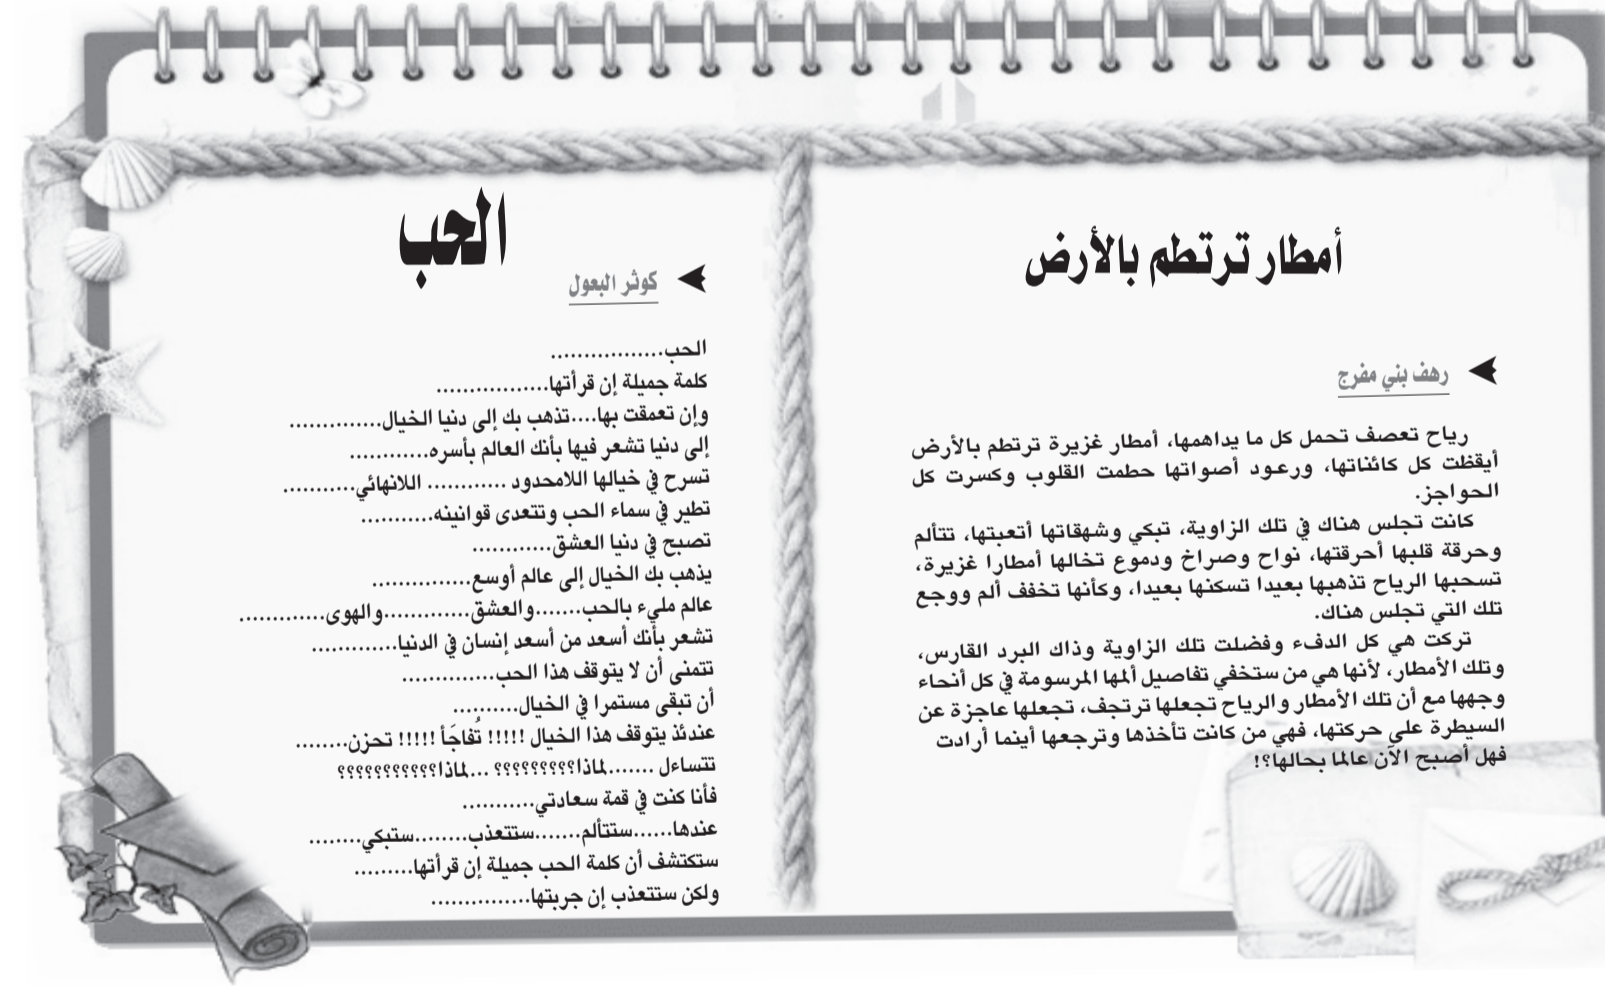 أمطار ترتطم بالأرض
رهف بني مفرج
رياح تعصف تحمل كل ما يداهمها، أمطار غزيرة ترتطم بالأرض
أيقظت كل كائناتها، ورعود أصواتها حطمت القلوب وكسرت كل
الحواجز.
كانت تجلس هناك في تلك الزاوية، تبكي وشهقاتها أتعبتها، تتألم
وحرقة قلبها أحرقتها، نواح وصراخ ودموع تخالها أمطارا غزيرة،
تسحبها الرياح تذهبها بعيدا تسكنها بعيدا، وكأنها تخفف ألم ووجع
تلك التي تجلس هناك.
تركت هي كل الدفء وفضلت تلك الزاوية وذاك البرد القارس،
وتلك الأمطار، لأنها هي من ستخفي تفاصيل ألمها المرسومة في كل أنحاء
وجهها مع أن تلك الأمطار والرياح تجعلها ترتجف، تجعلها عاجزة عن
السيطرة على حركتها، فهي من كانت تأخذها وترجعها أينما أرادت
فهل أصبح الآن عالما بحالها؟!
الحب
كوثر البعول
الحب.................
كلمة جميلة إن قرأتها.................
وإن تعمقت بها....تذهب بك إلى دنيا الخيال..............
إلى دنيا تشعر فيها بأنك العالم بأسره............
تسرح في خيالها اللامحدود ............ اللانهائي...........
تطير في سماء الحب وتتعدى قوانينه...........
تصبح في دنيا العشق............
يذهب بك الخيال إلى عالم أوسع...............
عالم مليء بالحب.......والعشق.............والهوى.............
تشعر بأنك أسعد من أسعد إنسان في الدنيا.............
تتمنى أن لا يتوقف هذا الحب..............
أن تبقى مستمرا في الخيال..........
عندئذ يتوقف هذا الخيال !!!!! تُفاجَأ !!!!! تحزن........
تتساءل .......لماذا؟؟؟؟؟؟؟؟؟ ...لماذا؟؟؟؟؟؟؟؟؟؟؟
فأنا كنت في قمة سعادتي...........
عندها......ستتألم.......ستتعذب........ستبكي........
ستكتشف أن كلمة الحب جميلة إن قرأتها.........
ولكن ستتعذب إن جربتها...............